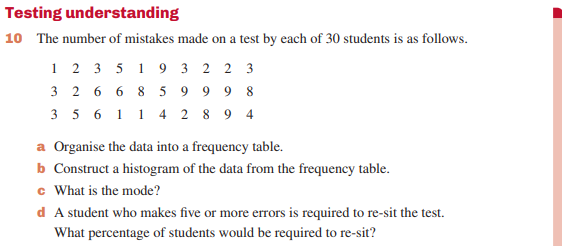 Testing understanding
10 The number of mistakes made on a test by each of 30 students is as follows.
1 2 3 5 1 9 3 2 2 3
3 2 6 6 8 5 9 9 9 8
3 5 6 1 1 4 2 8 9 4
a Organise the data into a frequency table.
b Construct a histogram of the data from the frequency table.
c What is the mode?
d A student who makes five or more errors is required to re-sit the test.
What percentage of students would be required to re-sit?